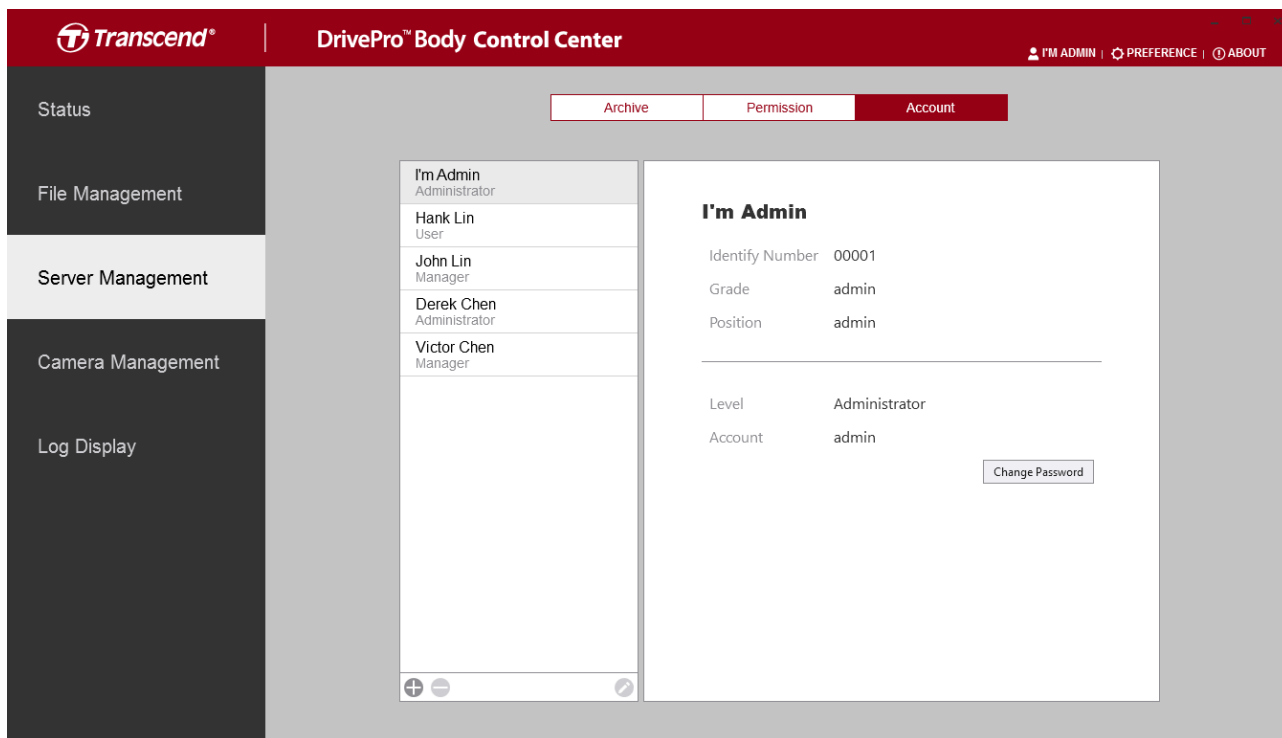 Transcend®
DrivePro™ Body Control Center
I'M ADMIN | PREFERENCE | ABOUT
Status
File Management
Server Management
Camera Management
Log Display
Archive
Permission
Account
I'm Admin
Administrator
Hank Lin
User
John Lin
Manager
Derek Chen
Administrator
Victor Chen
Manager
I'm Admin
Identify Number 00001
Grade admin
Position admin
Level Administrator
Account admin
Change Password